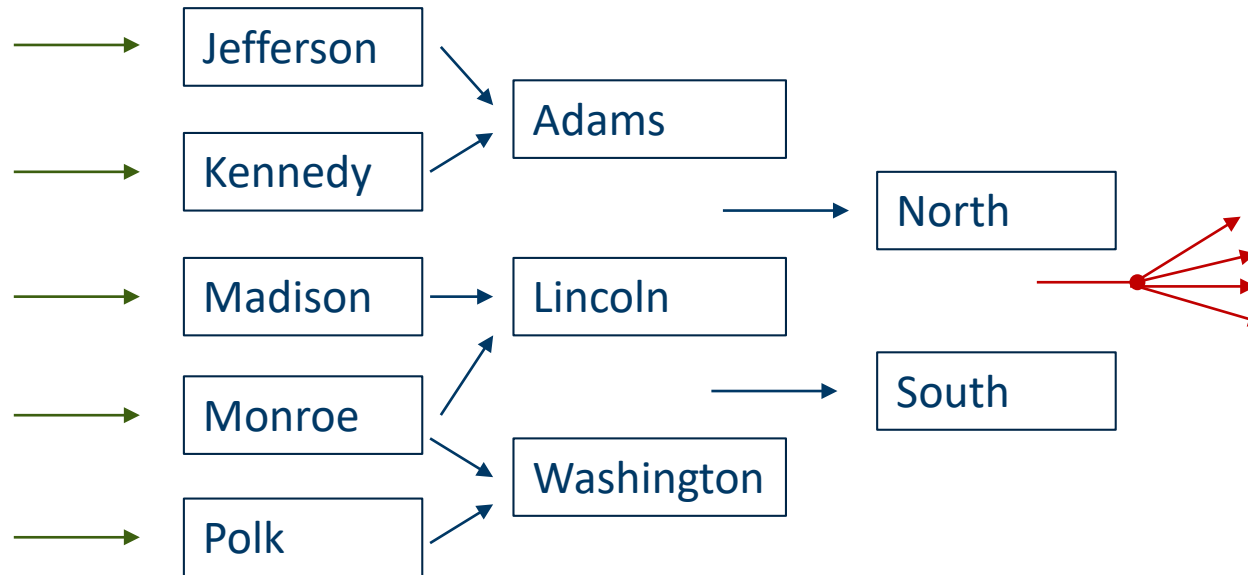 Jefferson
Kennedy
Madison
Monroe
Polk
Adams
Lincoln
Washington
North
South